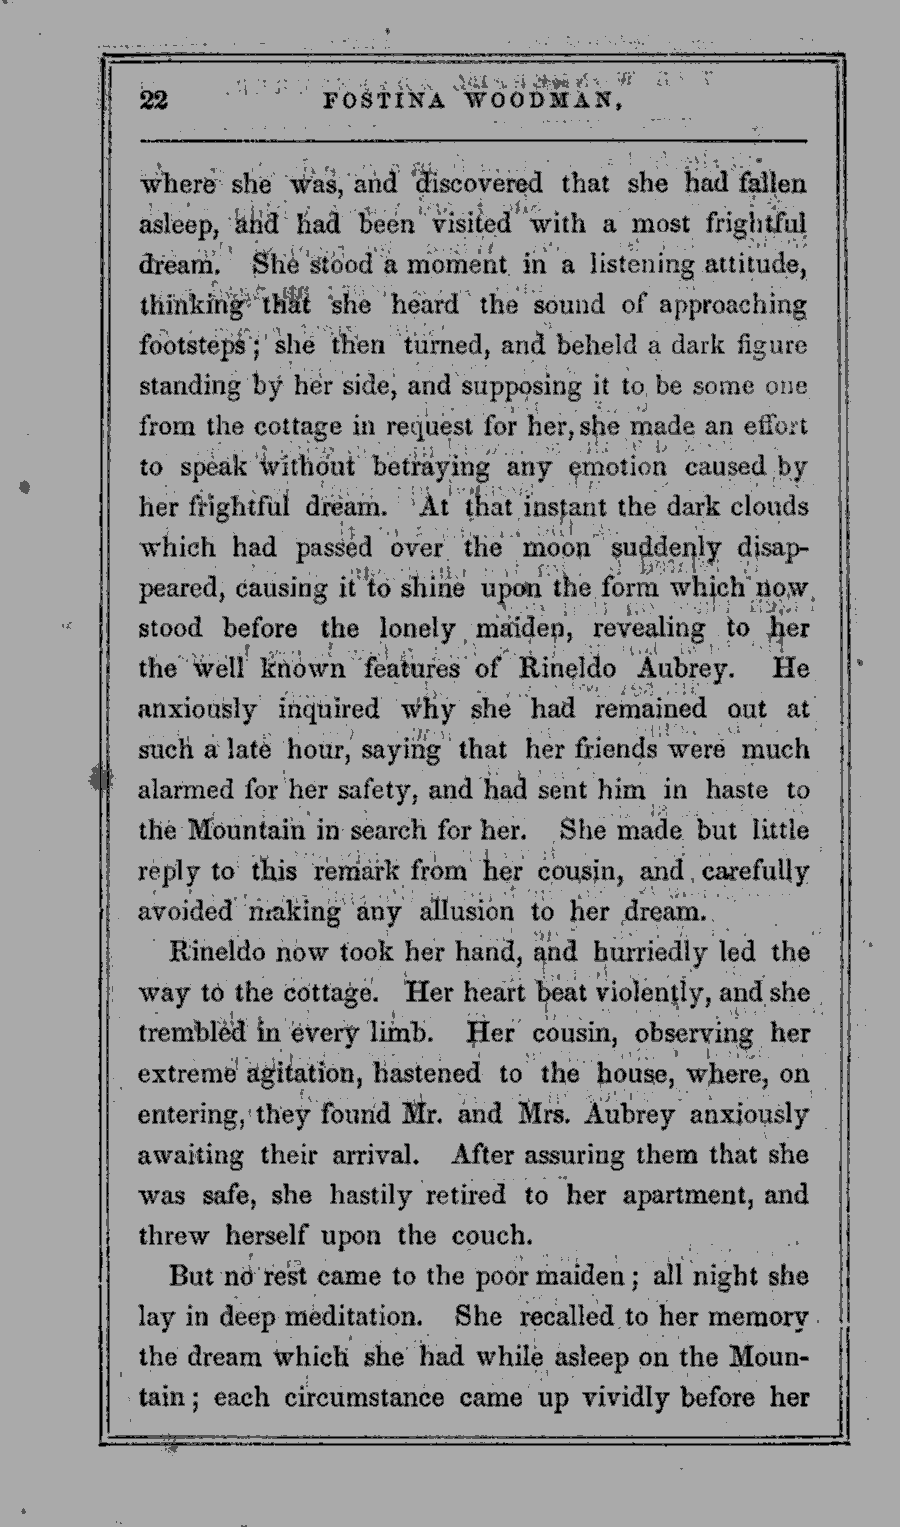 22 FOSTINA WOODMAN,
where she was, and discovered that she had fallen
asleep, and had been visited with a most frightful
dream. She stood a moment in a listening attitude,
thinking that she heard the sound of approaching
footsteps ; she then turned, and beheld a dark figure
standing by her side, and supposing it to be some one
from the cottage in request for her, she made an effort
to speak without betraying any emotion caused by
her frightful dream. At that instant the dark clouds
which had passed over the moon suddenly disap-
peared, causing it to shine upon the form which now
stood before the lonely maiden, revealing to her
the well known features of Rineldo Aubrey. He
anxiously inquired why she had remained out at
such a late hour, saying that her friends were much
alarmed for her safety, and had sent him in haste to
the Mountain in search for her. She made but little
reply to this remark from her cousin, and carefully
avoided making any allusion to her dream.
Rineldo now took her hand, and hurriedly led the
way to the cottage. Her heart beat violently, and she
trembled in every limb. Her cousin, observing her
extreme agitation, hastened to the house, where, on
entering, they found Mr. and Mrs. Aubrey anxiously
awaiting their arrival. After assuring them that she
was safe, she hastily retired to her apartment, and
threw herself upon the couch.
But no rest came to the poor maiden ; all night she
lay in deep meditation. She recalled to her memory
the dream which she had while asleep on the Moun-
tain ; each circumstance came up vividly before her